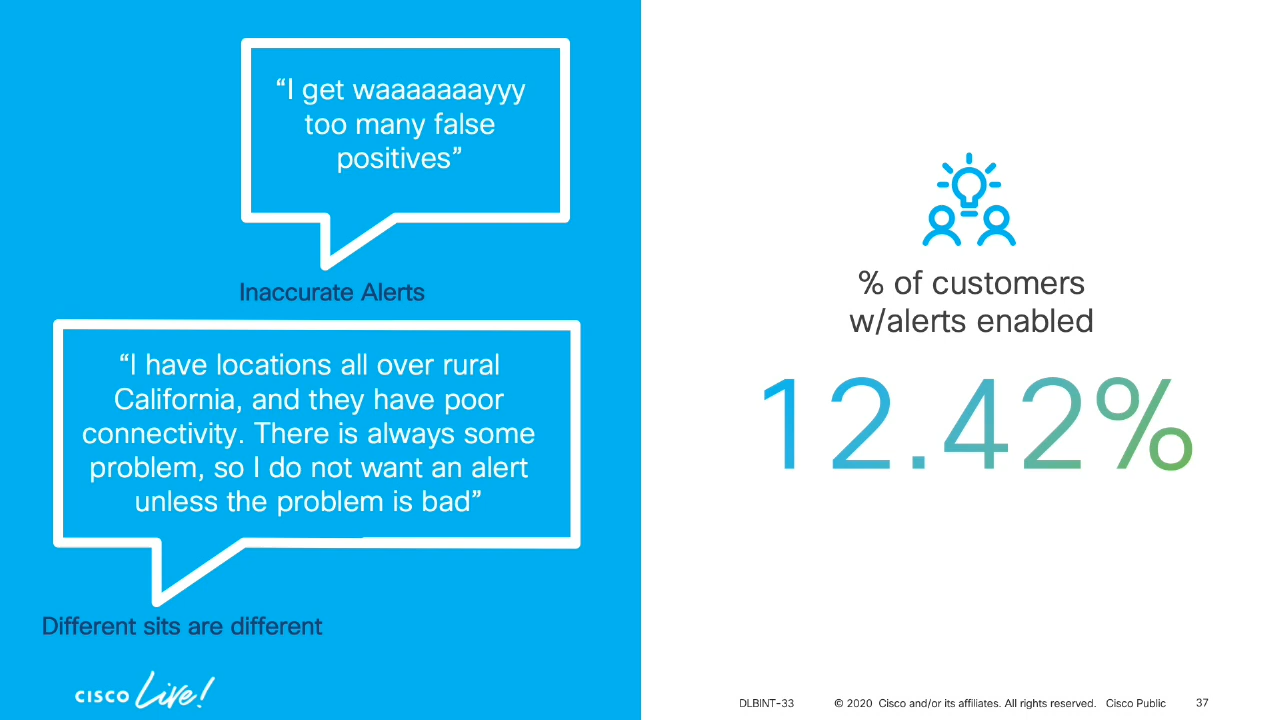 “I get waaaaaaayyy
too many false
positives”
Inaccurate Alerts
“I have locations all over rural
California, and they have poor
connectivity. There is always some
problem, so I do not want an alert
unless the problem is bad”
Different sits are different
CISCO Live!
% of customers
w/alerts enabled
12.42%
DLBINT-33 © 2020 Cisco and/or its affiliates. All rights reserved. Cisco Public 37